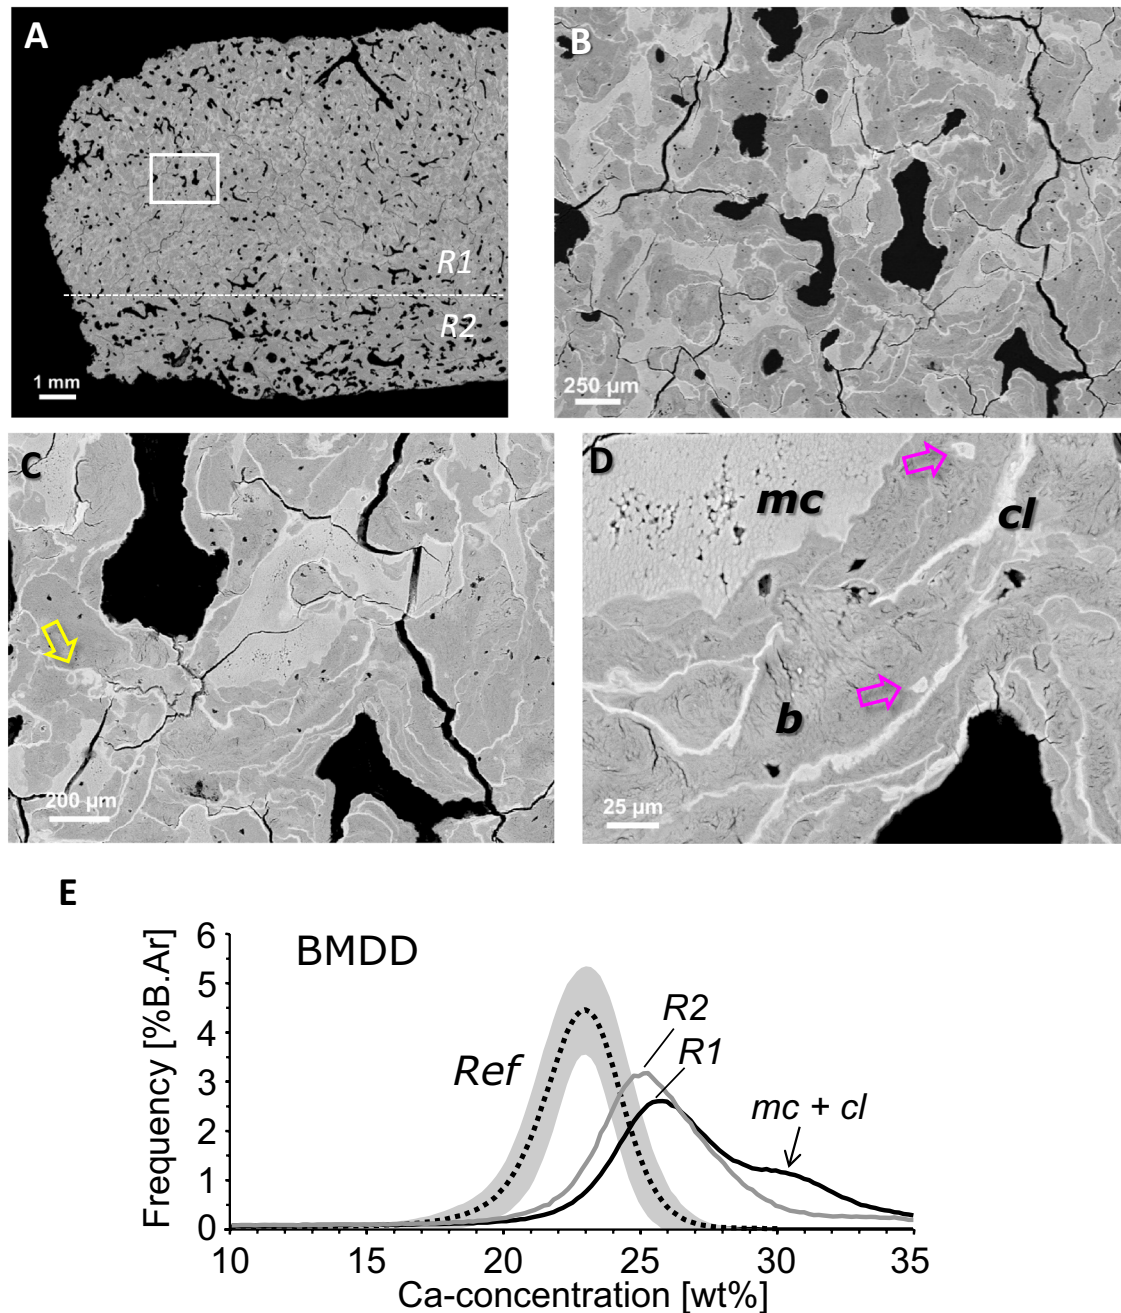 A
R1
R2
1 mm
B
250 µm
C
200 µm
D
mc
cl
b
25 µm
E
BMDD
Frequency [%B.Ar]
6
5
4
3
2
1
0
Ref
R2
R1
mc + cl
10 15 20 25 30 35
Ca-concentration [wt%]